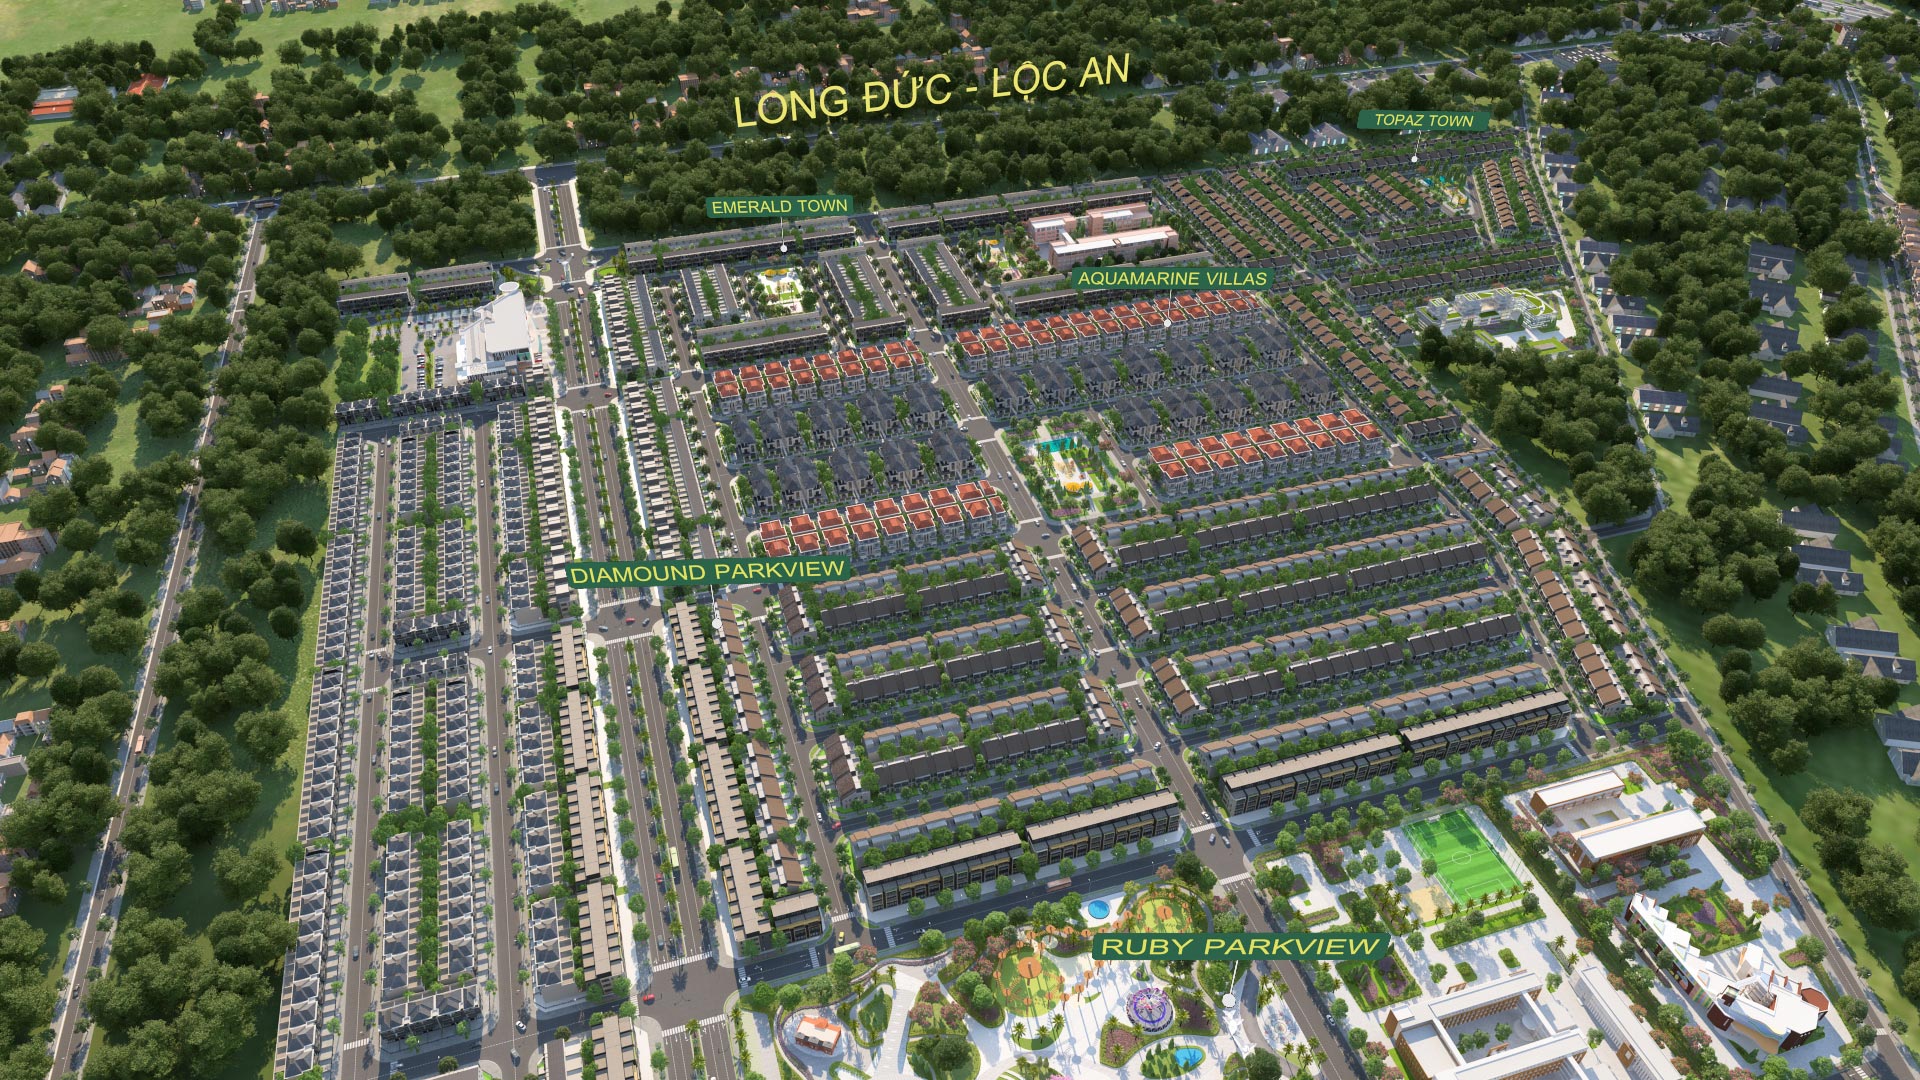 LONG ĐỨC - LỘC AN
TOPAZ TOWN
EMERALD TOWN
AQUAMARINE VILLAS
DIAMOUND PARKVIEW
RUBY PARKVIEW